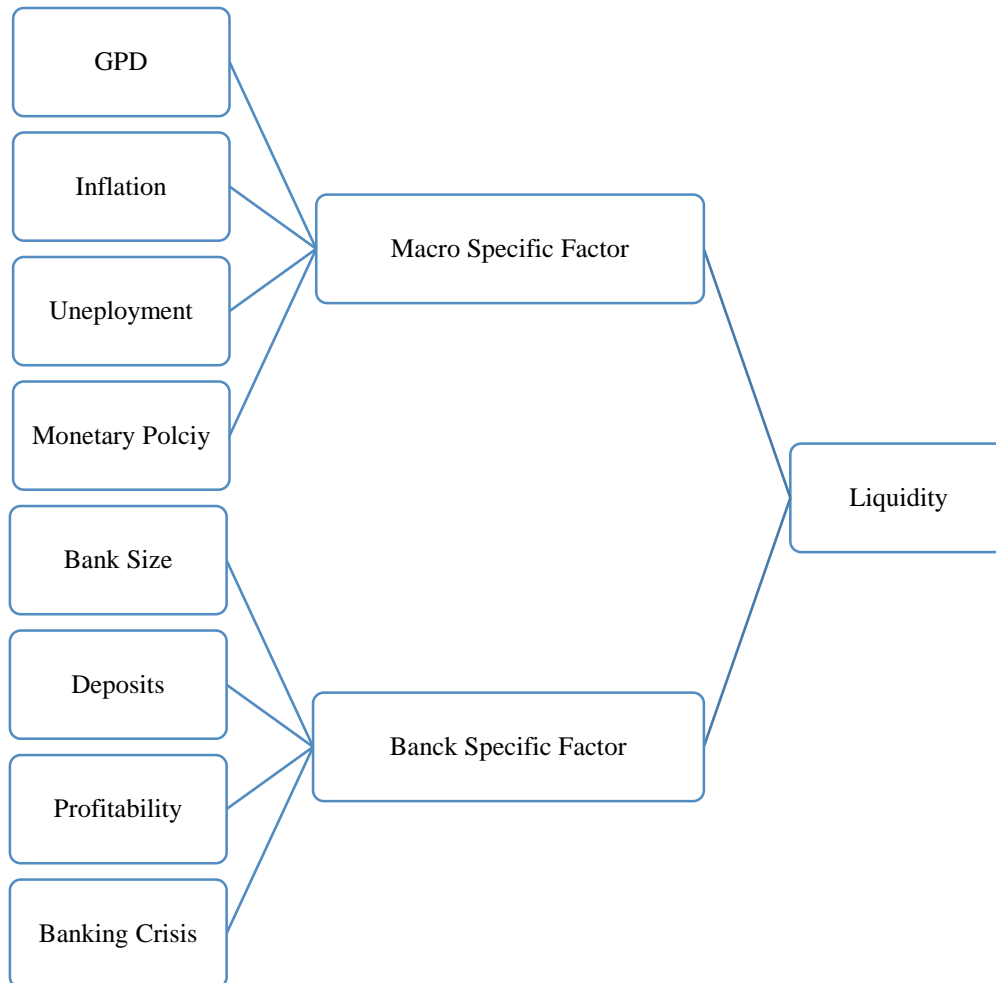 GPD
Inflation
Uneployment
Monetary Polciy
Macro Specific Factor
Bank Size
Deposits
Profitability
Banking Crisis
Banck Specific Factor
Liquidity